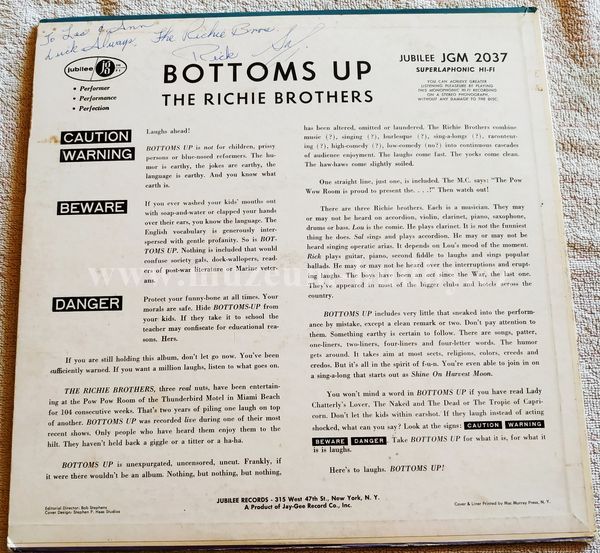 To Lee & Ann
Luck Always, The Richie Bros.
Rick Sal
jubilee
• Performer
• Performance
• Perfection
BOTTOMS UP
THE RICHIE BROTHERS
JUBILEE JGM 2037
SUPERLAPHONIC HI-FI
YOU CAN ACHIEVE GREATER
LISTENING PLEASURE BY PLAYING
THIS MONOPHONIC HI-FI RECORDING
ON A STEREO PHONOGRAPH,
WITHOUT ANY DAMAGE TO THE DISC.
CAUTION
WARNING
Laughs ahead!
BOTTOMS UP is not for children, prissy
persons or blue-nosed reformers. The hu-
mor is earthy, the jokes are earthy, the
language is earthy. And you know what
earth is.
BEWARE
If you ever washed your kids' mouths out
with soap-and-water or clapped your hands
over their ears, you know the language. The
English vocabulary is generously inter-
spersed with gentle profanity. So is BOT-
TOMS UP. Nothing is included that would
confuse society gals, dock-wallopers, read-
ers of post-war literature or Marine veter-
ans.
DANGER
Protect your funny-bone at all times. Your
morals are safe. Hide BOTTOMS-UP from
your kids. If they take it to school the
teacher may confiscate for educational rea-
sons. Hers.
If you are still holding this album, don't let go now. You've been
sufficiently warned. If you want a million laughs, listen to what goes on.
THE RICHIE BROTHERS, three real nuts, have been entertain-
ing at the Pow Pow Room of the Thunderbird Motel in Miami Beach
for 104 consecutive weeks. That's two years of piling one laugh on top
of another. BOTTOMS UP was recorded live during one of their most
recent shows. Only people who have heard them enjoy them to the
hilt. They haven't held back a giggle or a titter or a ha-ha.
BOTTOMS UP is unexpurgated, uncensored, uncut. Frankly, if
it were there wouldn't be an album. Nothing, but nothing, but nothing,
has been altered, omitted or laundered. The Richie Brothers combine
music (?), singing (?), burlesque (?), sing-a-longs (?), raconteur-
ing (?), high-comedy (?), low-comedy (no?) into continuous cascades
of audience enjoyment. The laughs come fast. The yocks come clean.
The haw-haws come slightly soiled.
One straight line, just one, is included. The M.C. says: "The Pow
Wow Room is proud to present the. . . .!" Then watch out!
There are three Richie brothers. Each is a musician. They may
or may not be heard on accordion, violin, clarinet, piano, saxophone,
drums or bass. Lou is the comic. He plays clarinet. It is not the funniest
thing he does. Sal sings and plays accordion. He may or may not be
heard singing operatic arias. It depends on Lou's mood of the moment.
Rick plays guitar, piano, second fiddle to laughs and sings popular
ballads. He may or may not be heard over the interruptions and erupt-
ing laughs. The boys have been an act since the War, the last one.
They've appeared in most of the bigger clubs and hotels across the
country.
BOTTOMS UP includes very little that sneaked into the perform-
ance by mistake, except a clean remark or two. Don't pay attention to
them. Something earthy is certain to follow. There are songs, patter,
one-liners, two-liners, four-liners and four-letter words. The humor
gets around. It takes aim at most sects, religions, colors, creeds and
credos. But it's all in the spirit of f-u-n. You're even able to join in on
a sing-a-long that starts out as Shine On Harvest Moon.
You won't mind a word in BOTTOMS UP if you have read Lady
Chatterly's Lover, The Naked and The Dead or The Tropic of Capri-
corn. Don't let the kids within earshot. If they laugh instead of acting
shocked, what can you say? Look at the signs: CAUTION WARNING
BEWARE DANGER Take BOTTOMS UP for what it is, for what it
is is laughs.
Here's to laughs. BOTTOMS UP!
JUBILEE RECORDS - 315 West 47th St., New York, N. Y.
A Product of Jay-Gee Record Co., Inc.
Editorial Director: Bob Stephens
Cover Design: Stephen P. Haas Studios
Cover & Liner Printed by Mac Murray Press, N. Y.